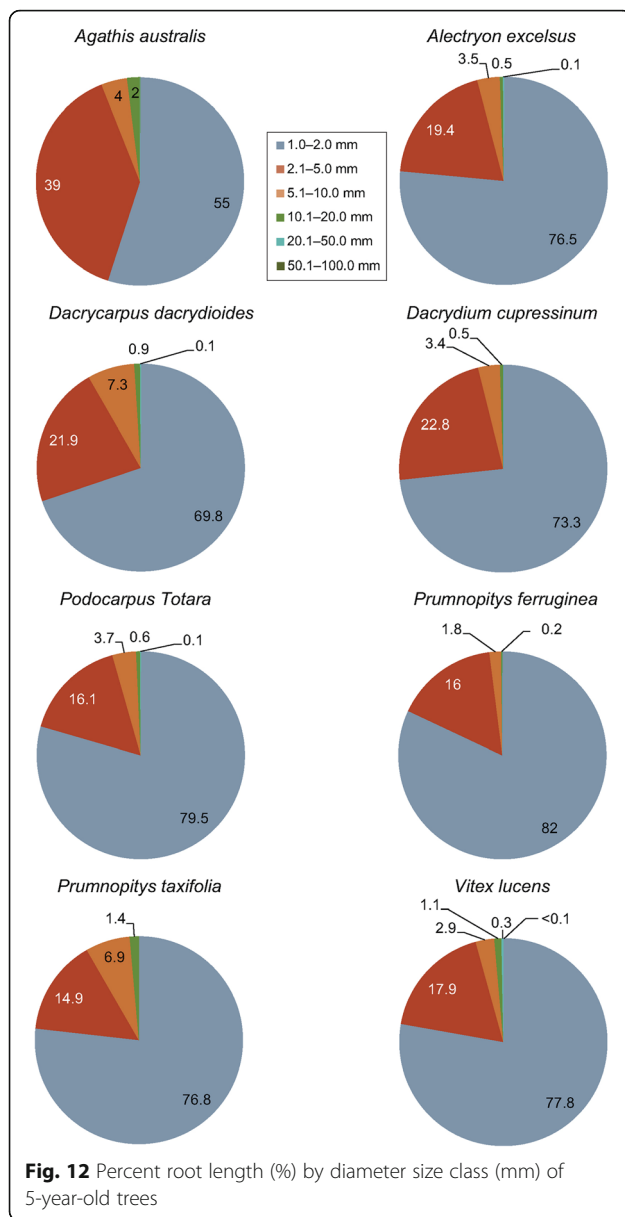 Agathis australis
4
2
39
55
1.0–2.0 mm
2.1–5.0 mm
5.1–10.0 mm
10.1–20.0 mm
20.1–50.0 mm
50.1–100.0 mm
Alectryon excelsus
3.5
0.5
0.1
19.4
76.5
Dacrycarpus dacrydioides
0.9
0.1
7.3
21.9
69.8
Dacrydium cupressinum
0.5
3.4
22.8
73.3
Podocarpus Totara
3.7
0.6
0.1
16.1
79.5
Prumnopitys ferruginea
1.8
0.2
16
82
Prumnopitys taxifolia
1.4
6.9
14.9
76.8
Vitex lucens
1.1
0.3
<0.1
2.9
17.9
77.8
Fig. 12 Percent root length (%) by diameter size class (mm) of
5-year-old trees